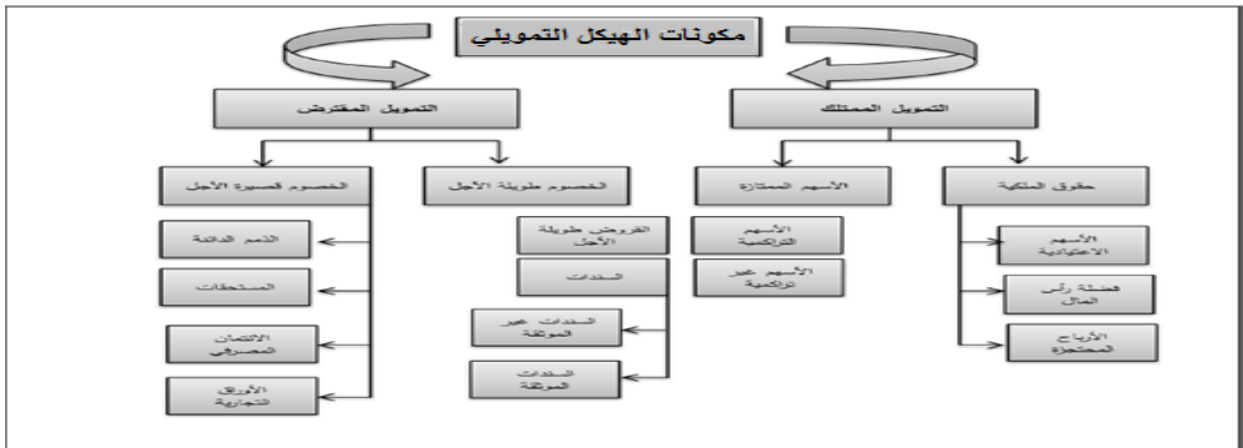 مكونات الهيكل التمويلي
التمويل الممتلك
التمويل المقترض
حقوق الملكية
الأسهم الممتازة
الخصوم طويلة الأجل
الخصوم قصيرة الأجل
الأسهم
الاعتيادية
فضلة رأس
المال
الأرباح
المحتجزة
الأسهم
التراكمية
الأسهم غير
تراكمية
القروض طويلة
الأجل
السندات
السندات غير
الموثقة
السندات
الموثقة
الذمم الدائنة
المستحقات
الائتمان
المصرفي
الأوراق
التجارية